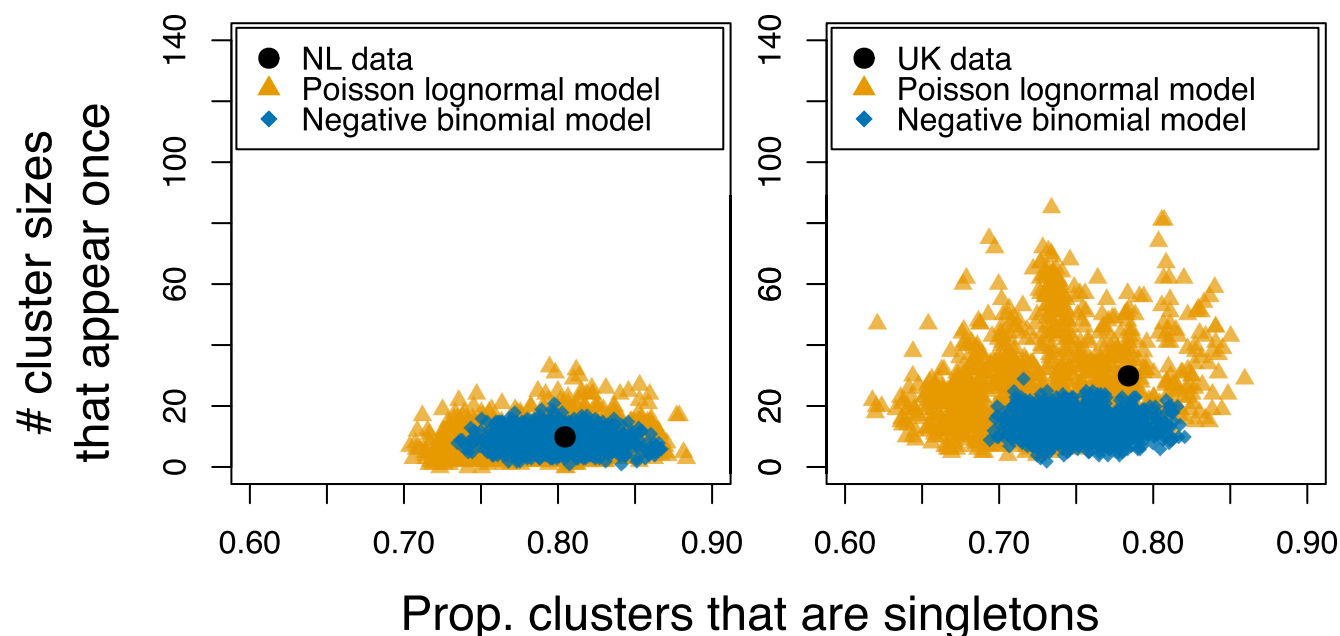 # cluster sizes
that appear once
140
100
60
20
0
NL data
Poisson lognormal model
Negative binomial model
0.60 0.70 0.80 0.90
140
100
60
20
0
UK data
Poisson lognormal model
Negative binomial model
0.60 0.70 0.80 0.90
Prop. clusters that are singletons